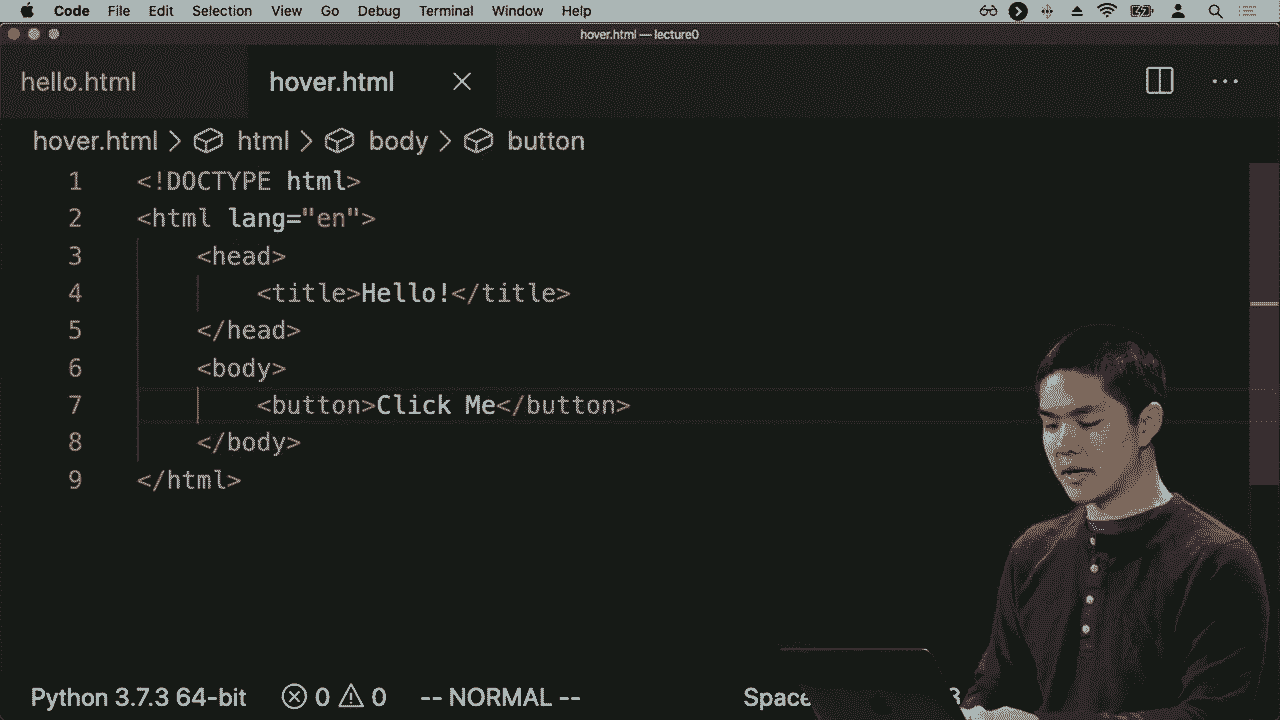 Code File Edit Selection View Go Debug Terminal Window Help
hover.html — lecture0
hello.html hover.html
hover.html > html > body > button
1 <!DOCTYPE html>
2 <html lang="en">
3 <head>
4 <title>Hello!</title>
5 </head>
6 <body>
7 <button>Click Me</button>
8 </body>
9 </html>
Python 3.7.3 64-bit 0 0 -- NORMAL --